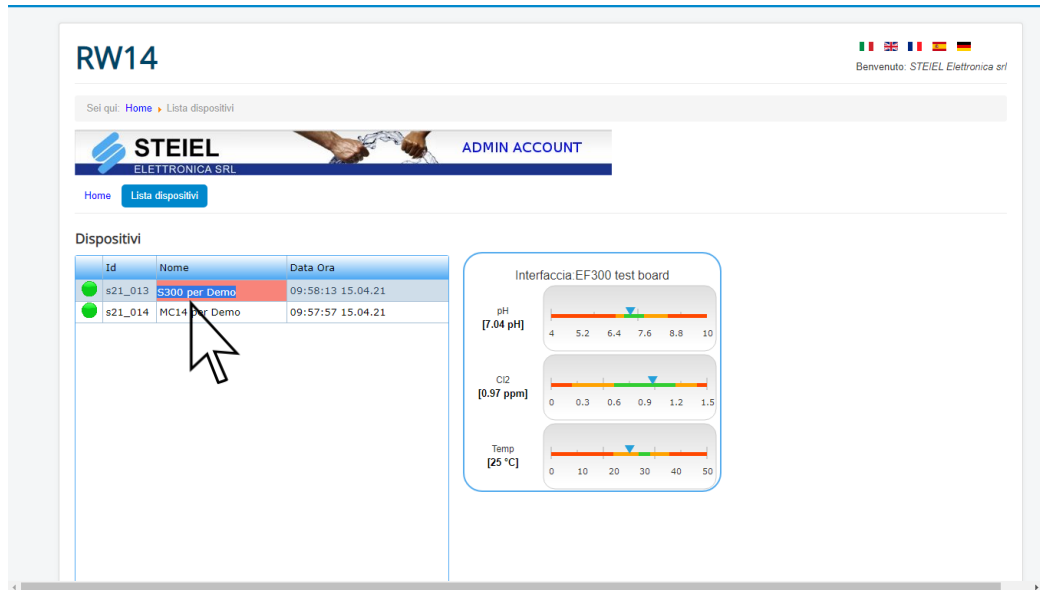 RW14
Benvenuto: STEIEL Elettronica srl
Sei qui: Home Lista dispositivi
STEIEL
ELETTRONICA SRL
ADMIN ACCOUNT
Home Lista dispositivi
Dispositivi
Id Nome Data Ora
s21_013 S300 per Demo 09:58:13 15.04.21
s21_014 MC14 per Demo 09:57:57 15.04.21
Interfaccia:EF300 test board
pH
[7.04 pH]
4 5.2 6.4 7.6 8.8 10
Cl2
[0.97 ppm]
0 0.3 0.6 0.9 1.2 1.5
Temp
[25 °C]
0 10 20 30 40 50